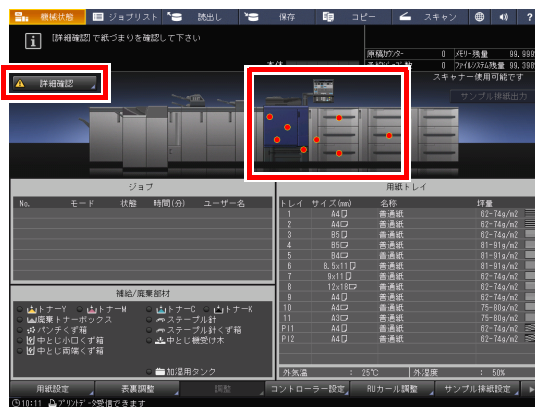 機械状態 ジョブリスト 読出し 保存 コピー スキャン ?
[詳細確認]で紙づまりを確認して下さい
本体
原稿カウンター 0 メモリー残量 99.999
予約ジョブ数 0 ファイルシステム残量 99.398
スキャナー使用可能です
詳細確認
サンプル排紙出力
ジョブ
No. モード 状態 時間(分) ユーザー名
用紙トレイ
トレイ サイズ(mm) 名称 坪量
1 A4 普通紙 62-74g/m2
2 A4 普通紙 62-74g/m2
3 B5 普通紙 62-74g/m2
4 B5 普通紙 81-91g/m2
5 B4 普通紙 81-91g/m2
6 8.5x11 普通紙 81-91g/m2
7 9x11 普通紙 62-74g/m2
8 12x18 普通紙 62-74g/m2
9 A4 普通紙 62-74g/m2
10 A4 普通紙 75-80g/m2
11 A3 普通紙 75-80g/m2
PI1 A4 普通紙 62-74g/m2
PI2 A4 普通紙 62-74g/m2
補給/廃棄部材
トナーY トナーM トナーC トナーK
廃棄トナーボックス ステープル針
パンチくず箱 ステープル針くず箱
中とじ小口くず箱 中とじ糊受け木
中とじ両端くず箱
加湿用タンク
外気温 : 25℃ 外湿度 : 50%
用紙設定 表裏調整 調整 コントローラー設定 RUカール調整 サンプル排紙設定
10:11 プリントデータ受信できます